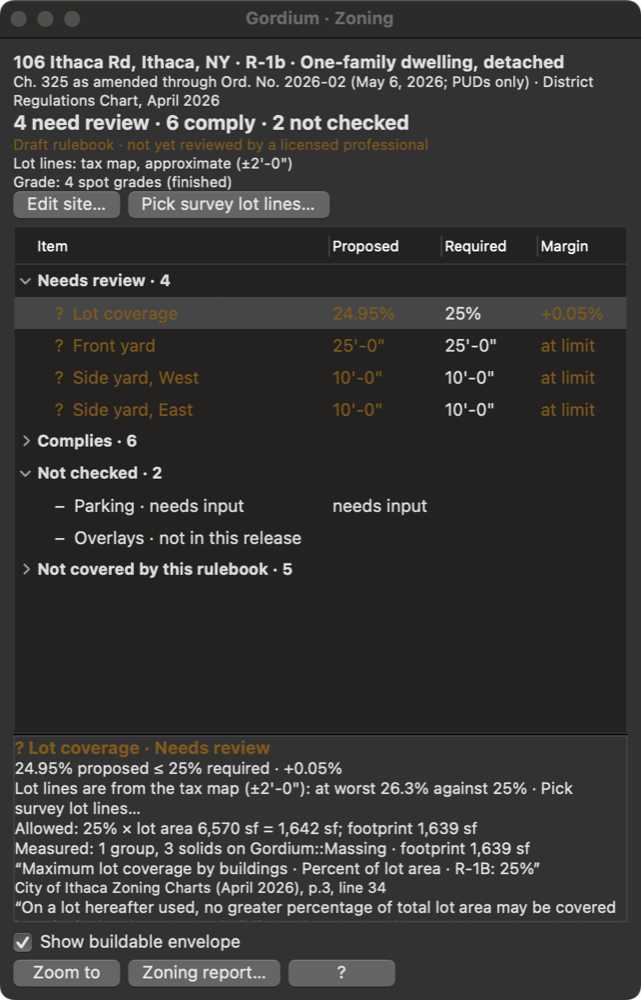 Gordium · Zoning
106 Ithaca Rd, Ithaca, NY · R-1b · One-family dwelling, detached
Ch. 325 as amended through Ord. No. 2026-02 (May 6, 2026; PUDs only) · District
Regulations Chart, April 2026
4 need review · 6 comply · 2 not checked
Draft rulebook · not yet reviewed by a licensed professional
Lot lines: tax map, approximate (±2'-0")
Grade: 4 spot grades (finished)
Edit site... Pick survey lot lines...
Item Proposed Required Margin
Needs review · 4
? Lot coverage 24.95% 25% +0.05%
? Front yard 25'-0" 25'-0" at limit
? Side yard, West 10'-0" 10'-0" at limit
? Side yard, East 10'-0" 10'-0" at limit
Complies · 6
Not checked · 2
– Parking · needs input needs input
– Overlays · not in this release
Not covered by this rulebook · 5
? Lot coverage · Needs review
24.95% proposed ≤ 25% required · +0.05%
Lot lines are from the tax map (±2'-0"): at worst 26.3% against 25% · Pick
survey lot lines...
Allowed: 25% × lot area 6,570 sf = 1,642 sf; footprint 1,639 sf
Measured: 1 group, 3 solids on Gordium::Massing · footprint 1,639 sf
“Maximum lot coverage by buildings · Percent of lot area · R-1B: 25%”
City of Ithaca Zoning Charts (April 2026), p.3, line 34
“On a lot hereafter used, no greater percentage of total lot area may be covered
Show buildable envelope
Zoom to Zoning report... ?